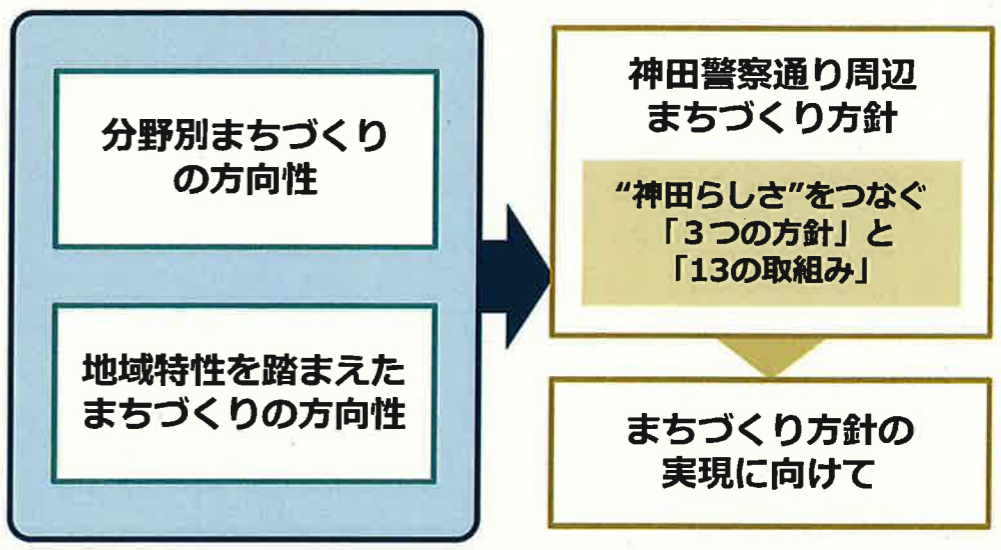 分野別まちづくり
の方向性
地域特性を踏まえた
まちづくりの方向性
神田警察通り周辺
まちづくり方針
“神田らしさ”をつなぐ
「３つの方針」と
「13の取組み」
まちづくり方針の
実現に向けて